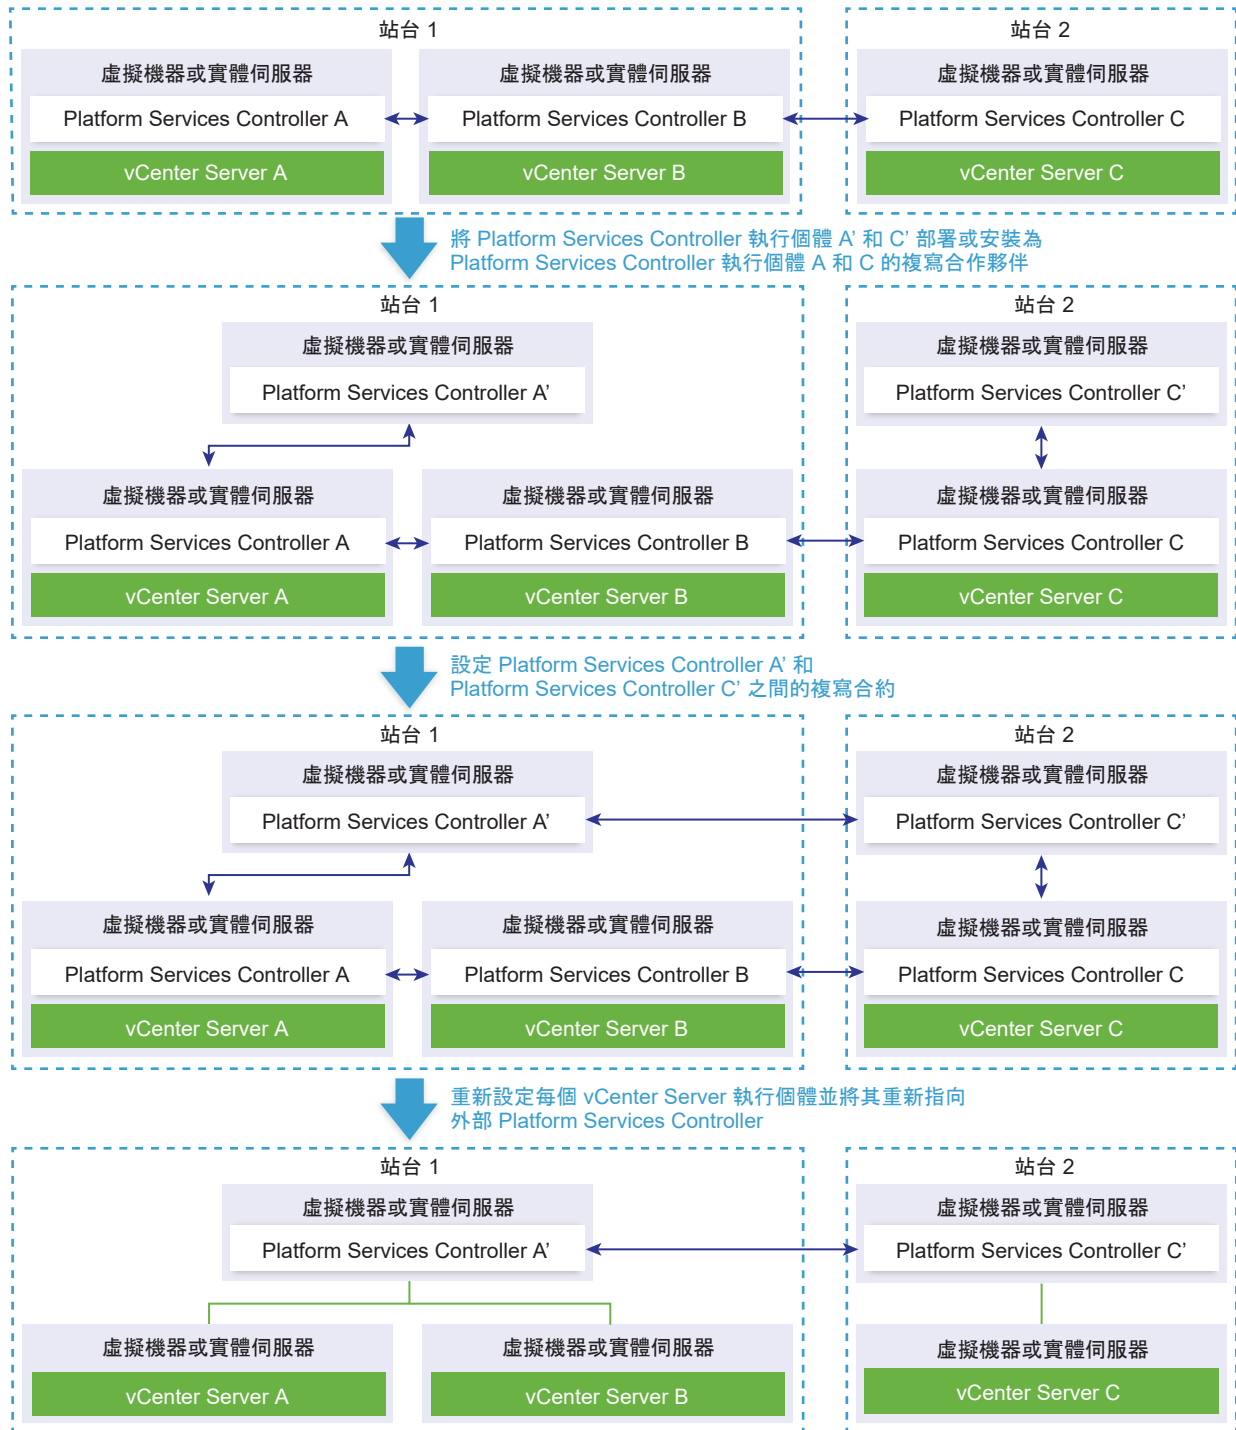 站台 1
站台 2
虛擬機器或實體伺服器
虛擬機器或實體伺服器
虛擬機器或實體伺服器
Platform Services Controller A
Platform Services Controller B
Platform Services Controller C
vCenter Server A
vCenter Server B
vCenter Server C
將 Platform Services Controller 執行個體 A’ 和 C’ 部署或安裝為
Platform Services Controller 執行個體 A 和 C 的複寫合作夥伴
站台 1
站台 2
虛擬機器或實體伺服器
虛擬機器或實體伺服器
Platform Services Controller A’
Platform Services Controller C’
虛擬機器或實體伺服器
虛擬機器或實體伺服器
虛擬機器或實體伺服器
Platform Services Controller A
Platform Services Controller B
Platform Services Controller C
vCenter Server A
vCenter Server B
vCenter Server C
設定 Platform Services Controller A’ 和
Platform Services Controller C’ 之間的複寫合約
站台 1
站台 2
虛擬機器或實體伺服器
虛擬機器或實體伺服器
Platform Services Controller A’
Platform Services Controller C’
虛擬機器或實體伺服器
虛擬機器或實體伺服器
虛擬機器或實體伺服器
Platform Services Controller A
Platform Services Controller B
Platform Services Controller C
vCenter Server A
vCenter Server B
vCenter Server C
重新設定每個 vCenter Server 執行個體並將其重新指向
外部 Platform Services Controller
站台 1
站台 2
虛擬機器或實體伺服器
虛擬機器或實體伺服器
Platform Services Controller A’
Platform Services Controller C’
虛擬機器或實體伺服器
虛擬機器或實體伺服器
虛擬機器或實體伺服器
vCenter Server A
vCenter Server B
vCenter Server C